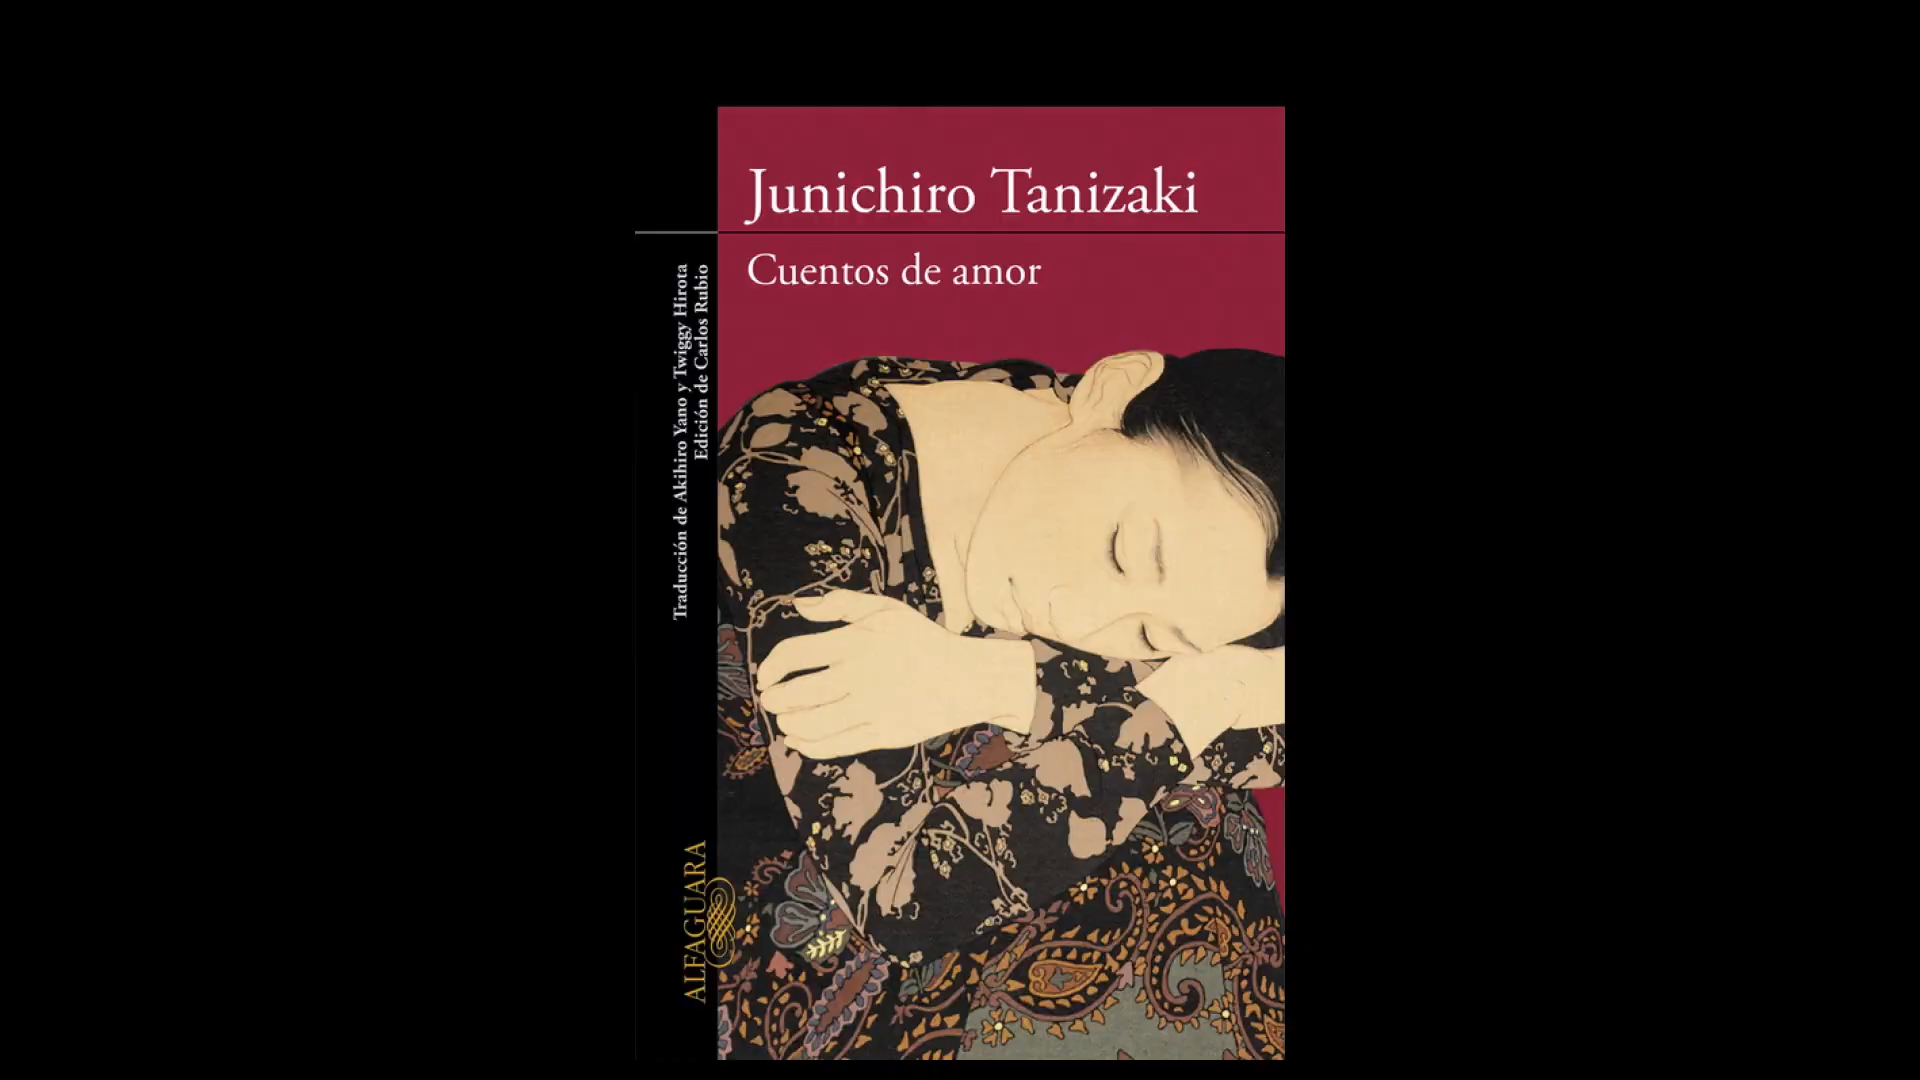 Junichiro Tanizaki
Cuentos de amor
Traducción de Akihiro Yano y Twiggy Hirota
Edición de Carlos Rubio
ALFAGUARA